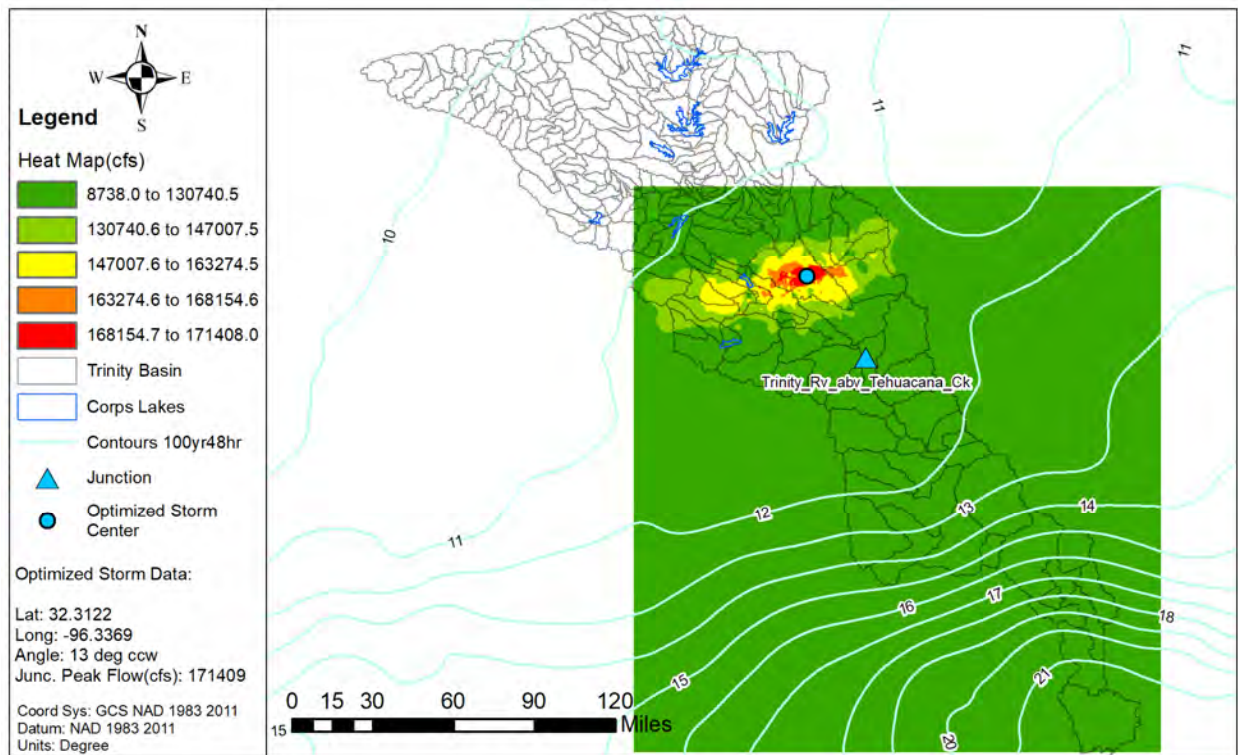 N
W
E
S
Legend
Heat Map(cfs)
8738.0 to 130740.5
130740.6 to 147007.5
147007.6 to 163274.5
163274.6 to 168154.6
168154.7 to 171408.0
Trinity Basin
Corps Lakes
Contours 100yr48hr
Junction
Optimized Storm
Center
Optimized Storm Data:
Lat: 32.3122
Long: -96.3369
Angle: 13 deg ccw
Junc. Peak Flow(cfs): 171409
Coord Sys: GCS NAD 1983 2011
Datum: NAD 1983 2011
Units: Degree
11
11
10
Trinity_Rv_abv_Tehuacana_Ck
12
13
14
11
16
17
18
15
21
20
15
0 15 30 60 90 120
Miles